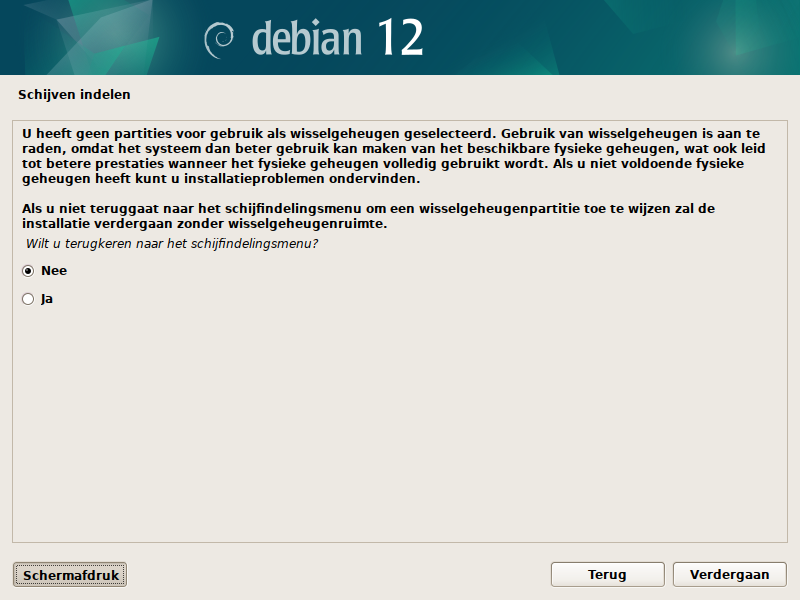 debian 12
Schijven indelen
U heeft geen partities voor gebruik als wisselgeheugen geselecteerd. Gebruik van wisselgeheugen is aan te
raden, omdat het systeem dan beter gebruik kan maken van het beschikbare fysieke geheugen, wat ook leid
tot betere prestaties wanneer het fysieke geheugen volledig gebruikt wordt. Als u niet voldoende fysieke
geheugen heeft kunt u installatieproblemen ondervinden.
Als u niet teruggaat naar het schijfindelingsmenu om een wisselgeheugenpartitie toe te wijzen zal de
installatie verdergaan zonder wisselgeheugenruimte.
Wilt u terugkeren naar het schijfindelingsmenu?
Nee
Ja
Schermafdruk
Terug
Verdergaan